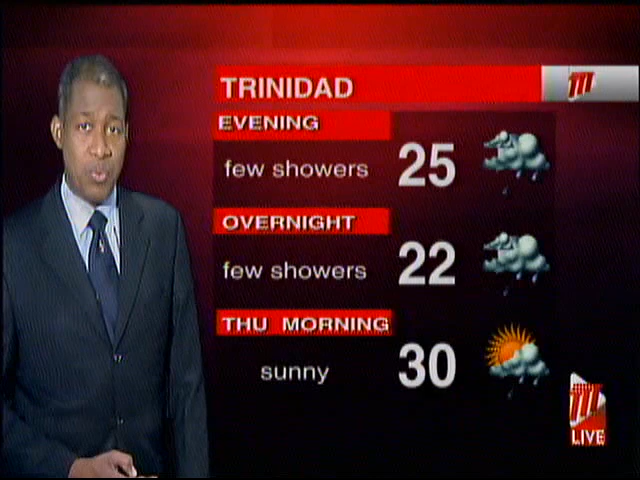 TRINIDAD
EVENING
few showers 25
OVERNIGHT
few showers 22
THU MORNING
sunny 30
LIVE